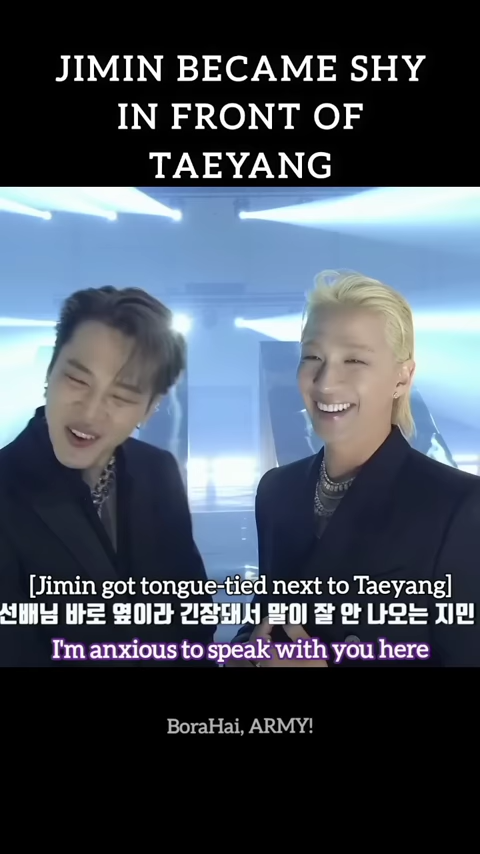 JIMIN BECAME SHY
IN FRONT OF
TAEYANG
[Jimin got tongue-tied next to Taeyang]
선배님 바로 옆이라 긴장돼서 말이 잘 안 나오는 지민
I'm anxious to speak with you here
BoraHai, ARMY!